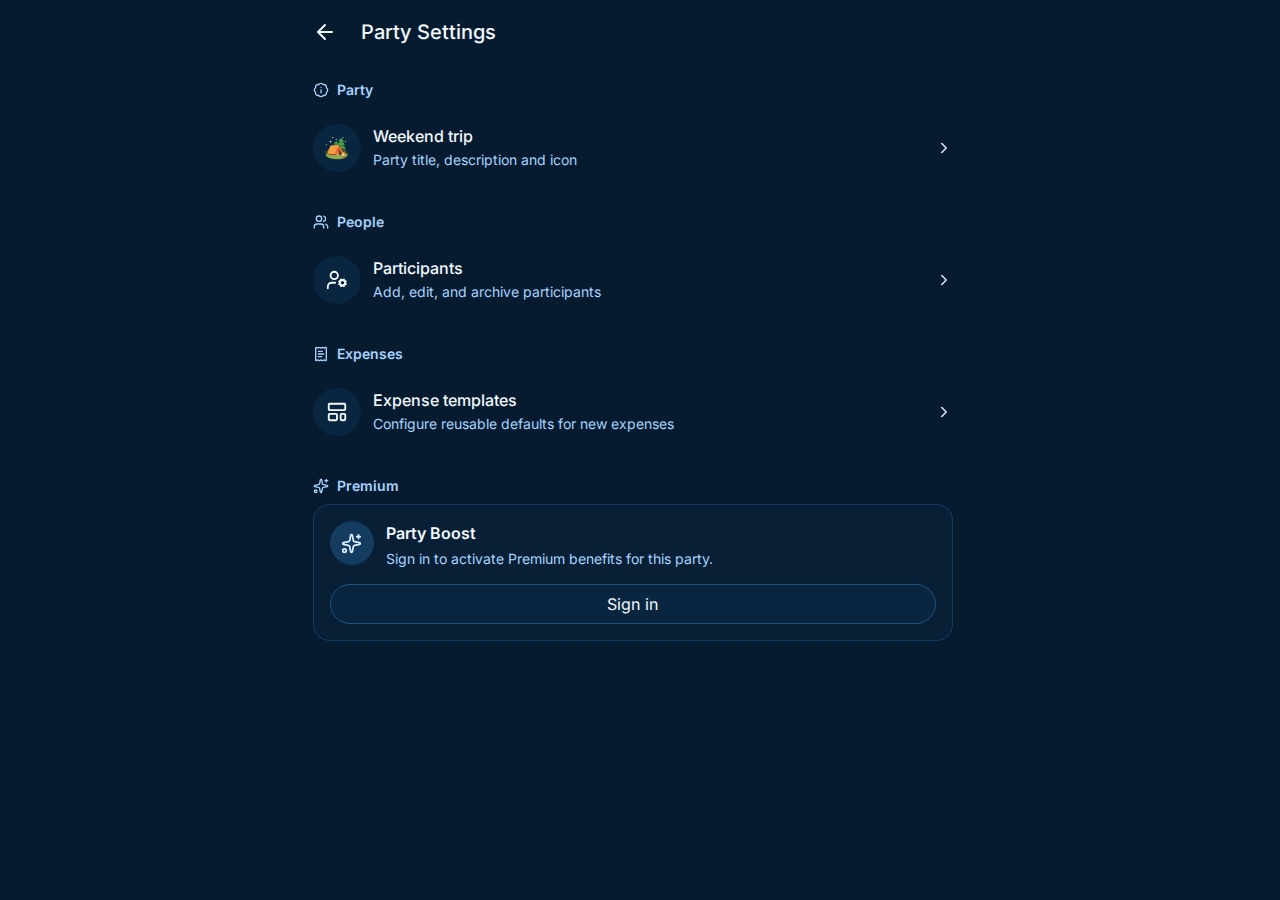 Party Settings
Party
Weekend trip
Party title, description and icon
People
Participants
Add, edit, and archive participants
Expenses
Expense templates
Configure reusable defaults for new expenses
Premium
Party Boost
Sign in to activate Premium benefits for this party.
Sign in